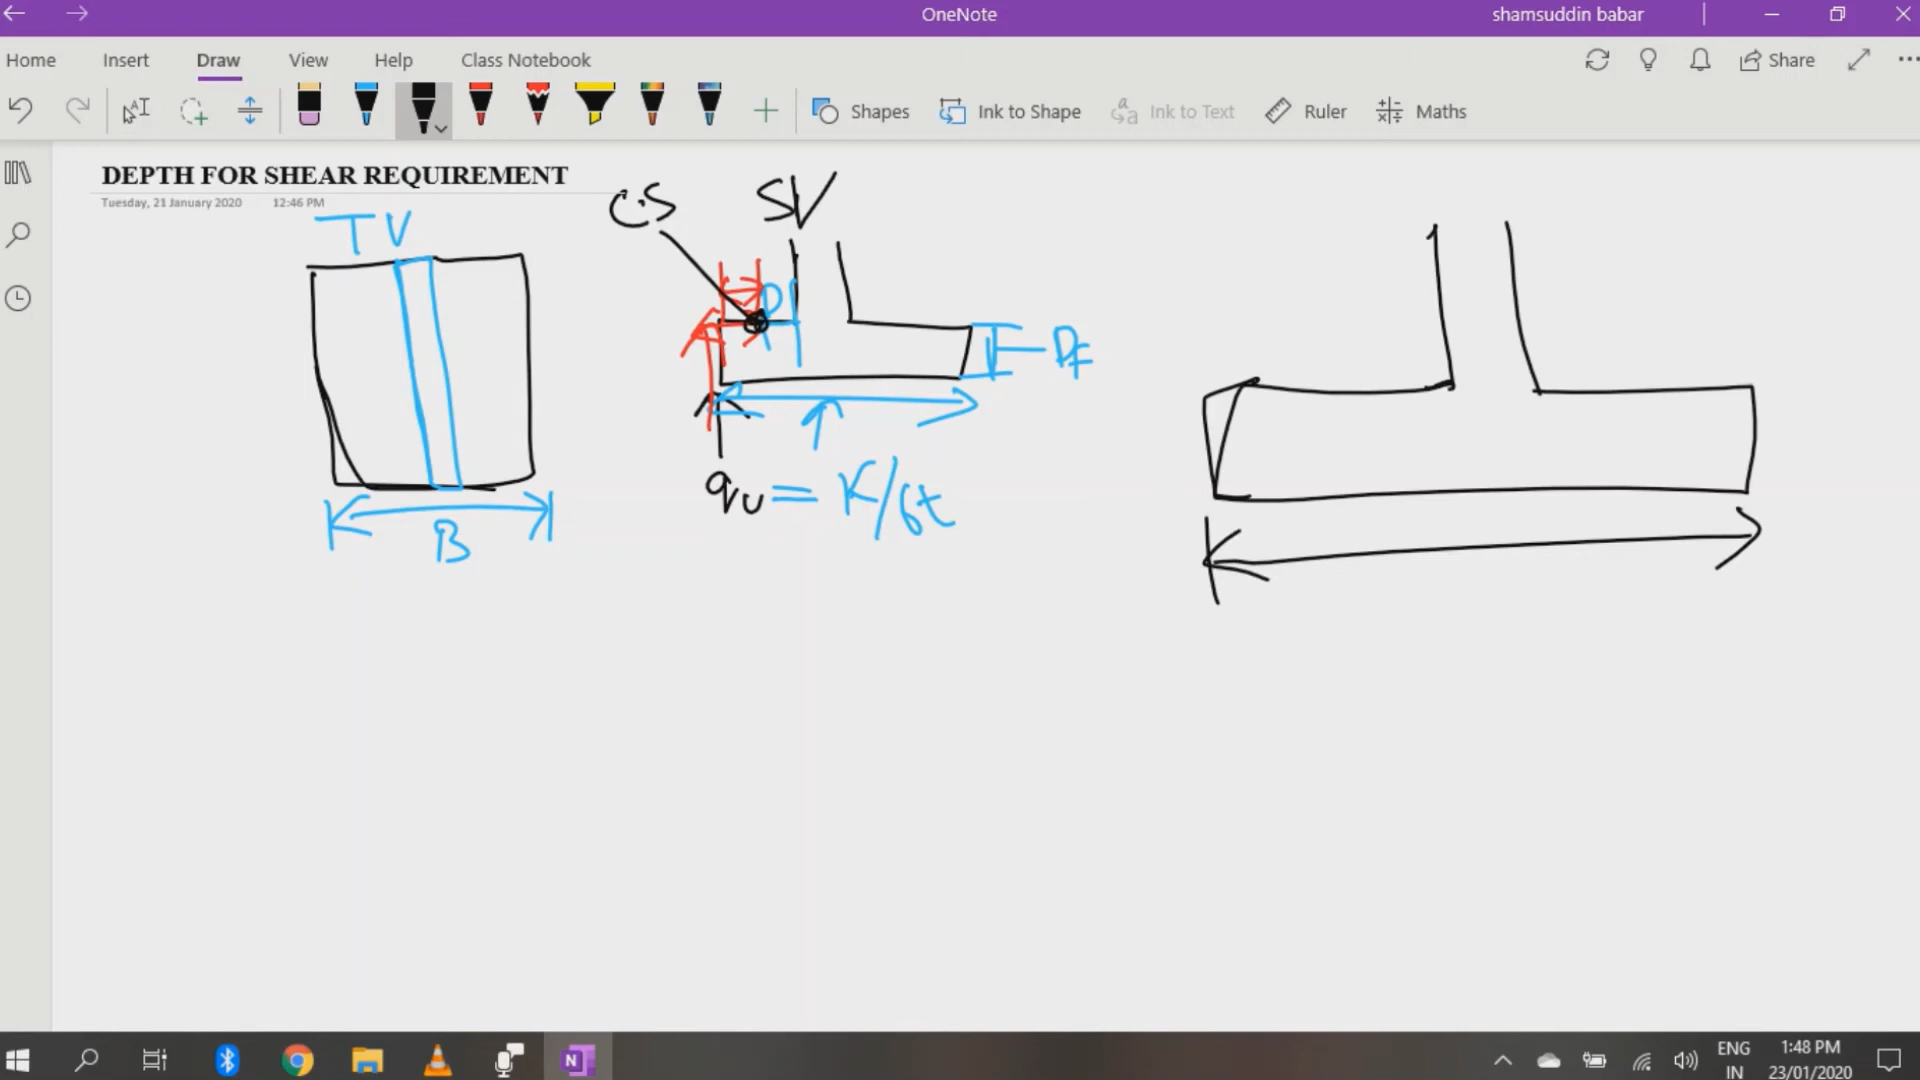 OneNote
shamsuddin babar
Home Insert Draw View Help Class Notebook
Share
Shapes Ink to Shape Ink to Text Ruler Maths
DEPTH FOR SHEAR REQUIREMENT
Tuesday, 21 January 2020 12:46 PM
C.S SV
TV
D
DF
qu = K/6t
B
ENG
IN
1:48 PM
23/01/2020